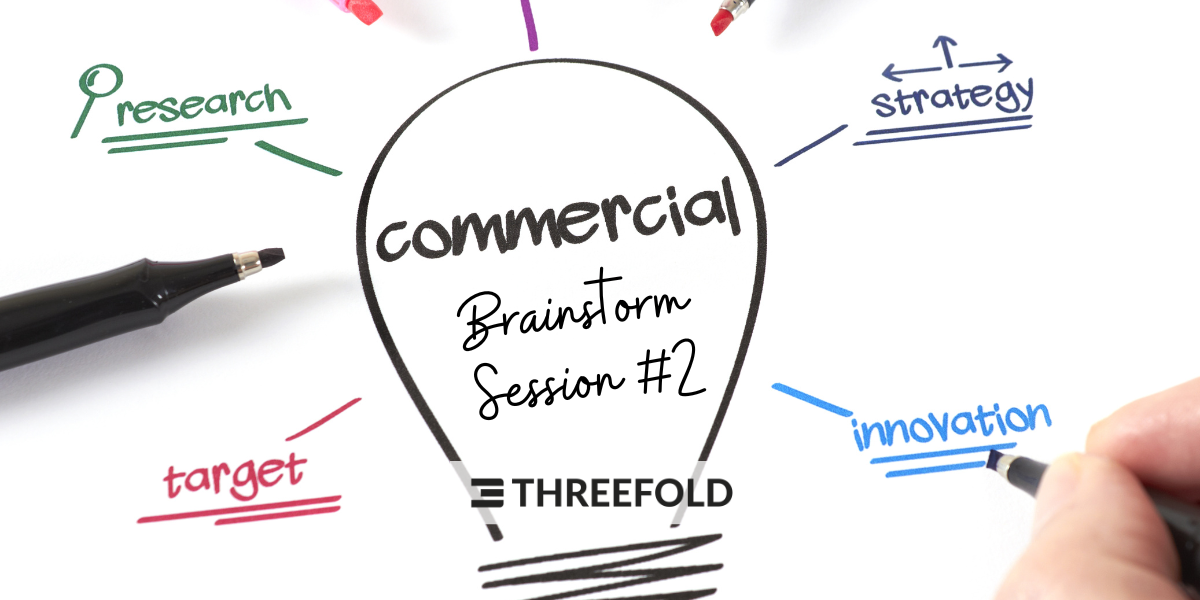 research
strategy
commercial
Brainstorm
Session #2
innovation
target
THREEFOLD